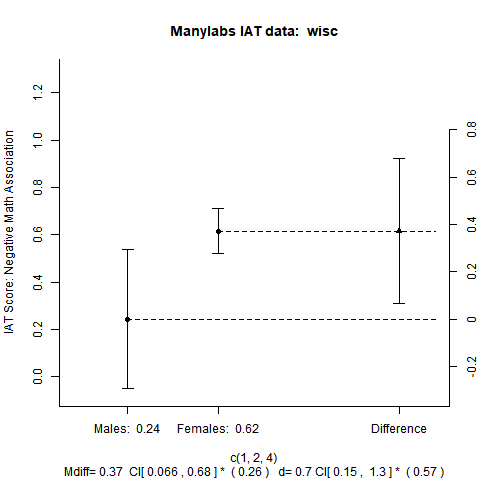 Manylabs IAT data:  wisc
IAT Score: Negative Math Association
1.2
1.0
0.8
0.6
0.4
0.2
0.0
0.8
0.6
0.4
0.2
0
-0.2
Males:  0.24    Females:  0.62    Difference
c(1, 2, 4)
Mdiff= 0.37  CI[ 0.066 , 0.68 ] *  ( 0.26 )   d= 0.7 CI[ 0.15 ,  1.3 ] *  ( 0.57 )